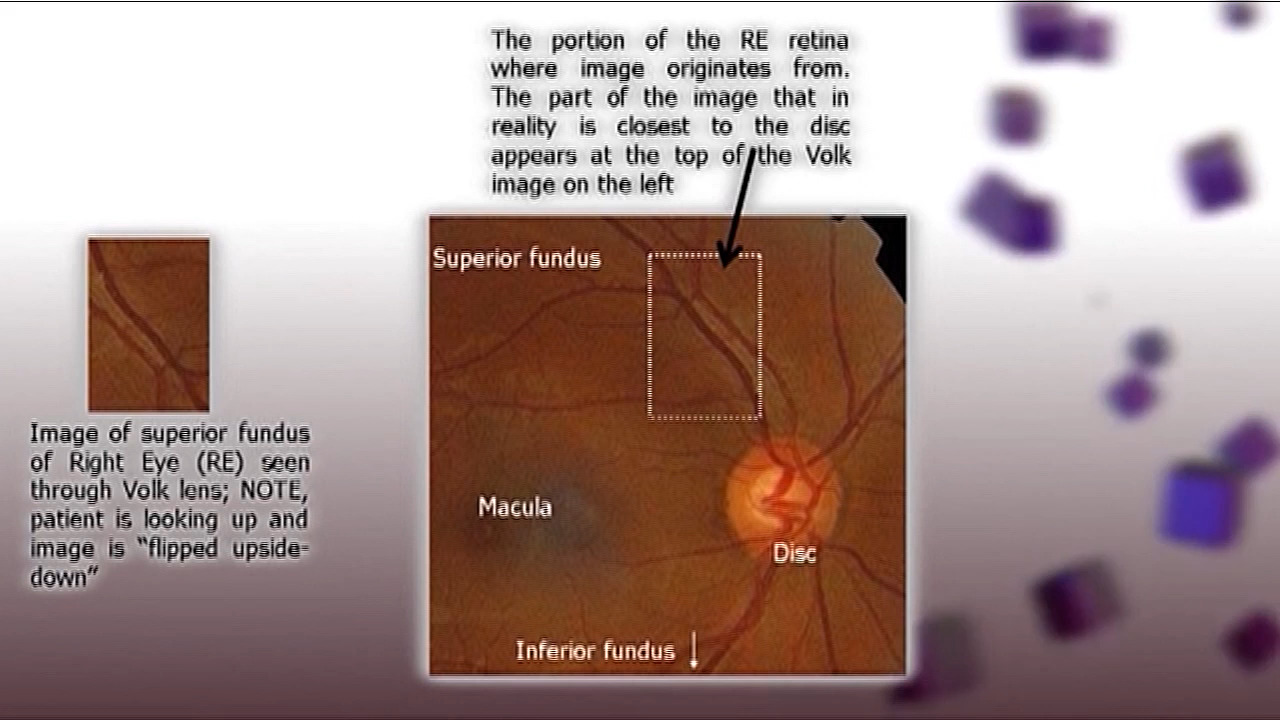 The portion of the RE retina
where image originates from.
The part of the image that in
reality is closest to the disc
appears at the top of the Volk
image on the left
Superior fundus
Image of superior fundus
of Right Eye (RE) seen
through Volk lens; NOTE,
patient is looking up and
image is “flipped upside-
down”
Macula
Disc
Inferior fundus